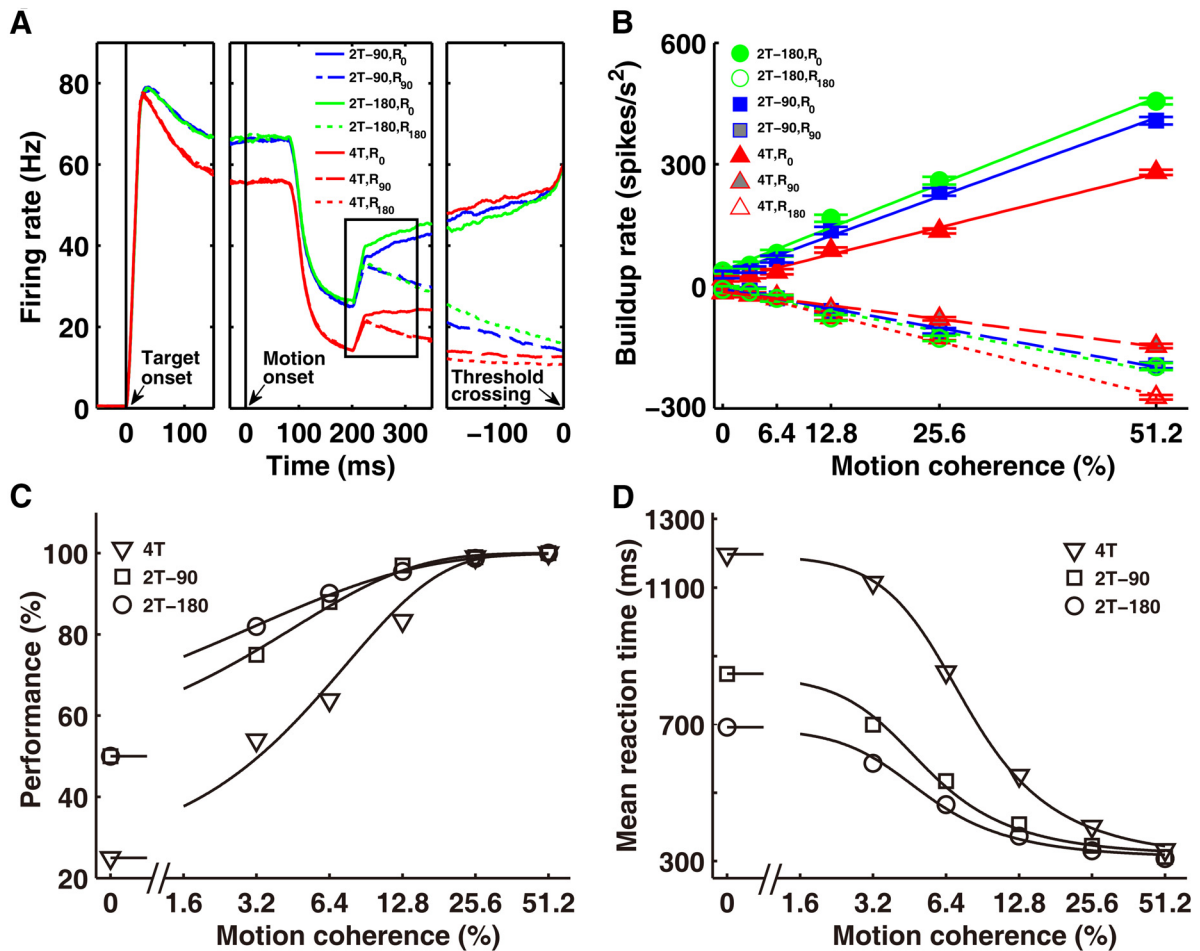 A
Firing rate (Hz)
80
60
40
20
0
2T−90,R0
2T−90,R90
2T−180,R0
2T−180,R180
4T,R0
4T,R90
4T,R180
Target
onset
Motion
onset
Threshold
crossing
0 100
0 100 200 300
−100 0
Time (ms)
B
Buildup rate (spikes/s2)
600
300
0
−300
2T−180,R0
2T−180,R180
2T−90,R0
2T−90,R90
4T,R0
4T,R90
4T,R180
0 6.4 12.8 25.6 51.2
Motion coherence (%)
C
Performance (%)
100
80
60
40
20
4T
2T−90
2T−180
0 1.6 3.2 6.4 12.8 25.6 51.2
Motion coherence (%)
D
Mean reaction time (ms)
1300
1100
700
300
4T
2T−90
2T−180
0 1.6 3.2 6.4 12.8 25.6 51.2
Motion coherence (%)